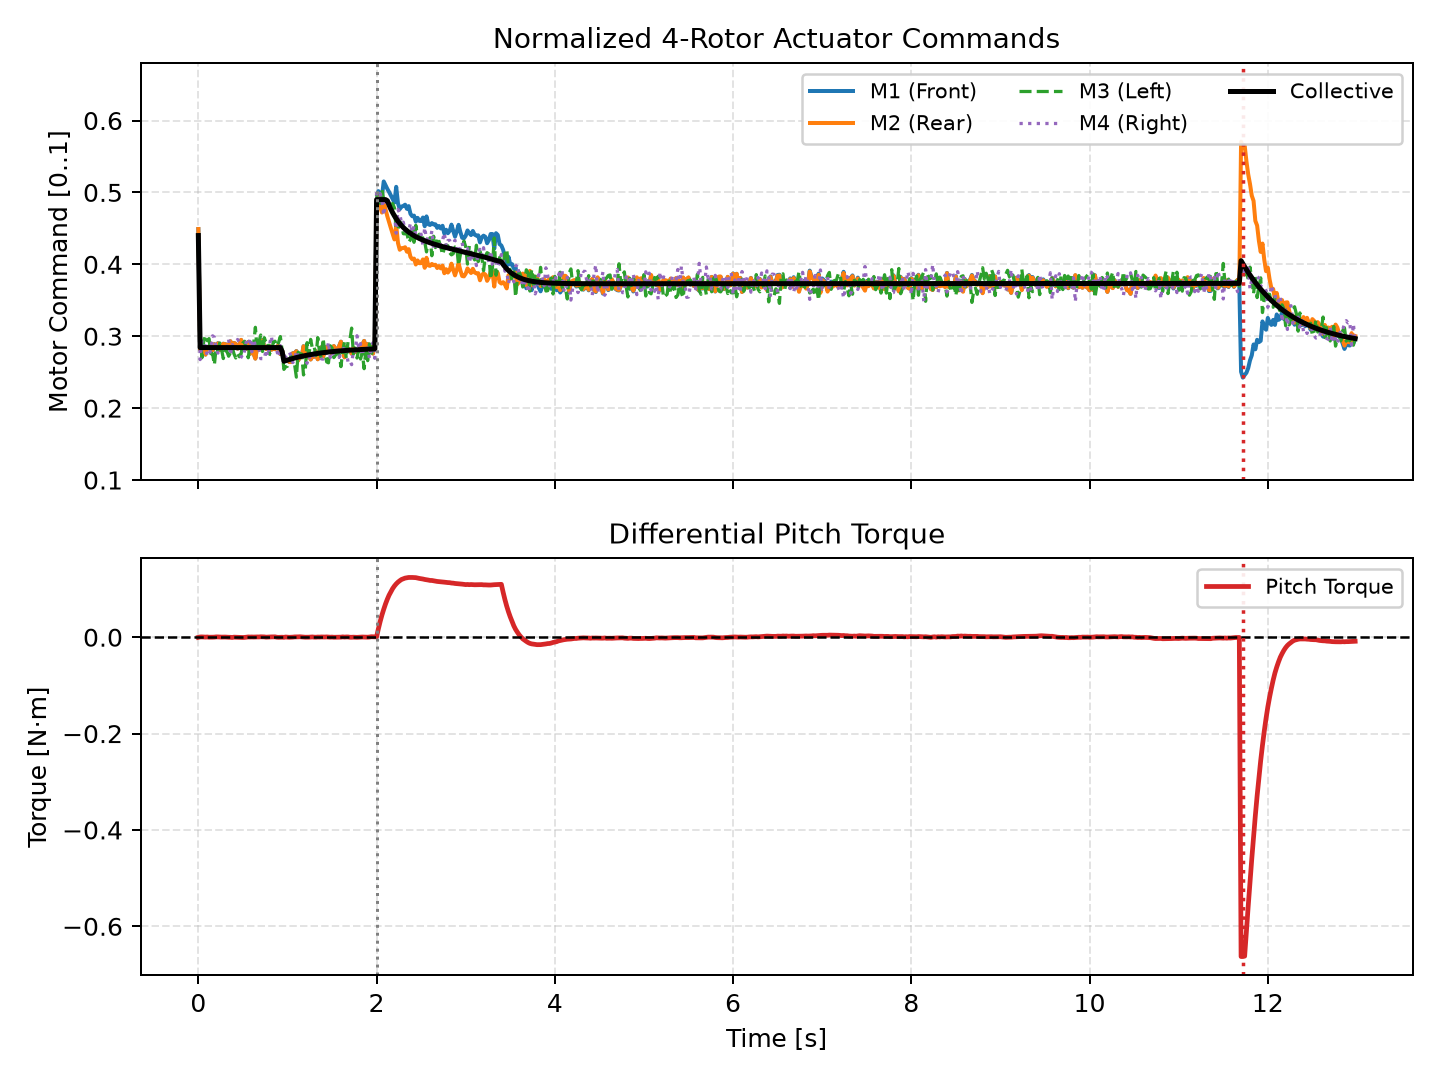 Normalized 4-Rotor Actuator Commands
Motor Command [0..1]
0.6
0.5
0.4
0.3
0.2
0.1
M1 (Front)
M2 (Rear)
M3 (Left)
M4 (Right)
Collective
Differential Pitch Torque
Torque [N·m]
0.0
−0.2
−0.4
−0.6
Pitch Torque
0 2 4 6 8 10 12
Time [s]